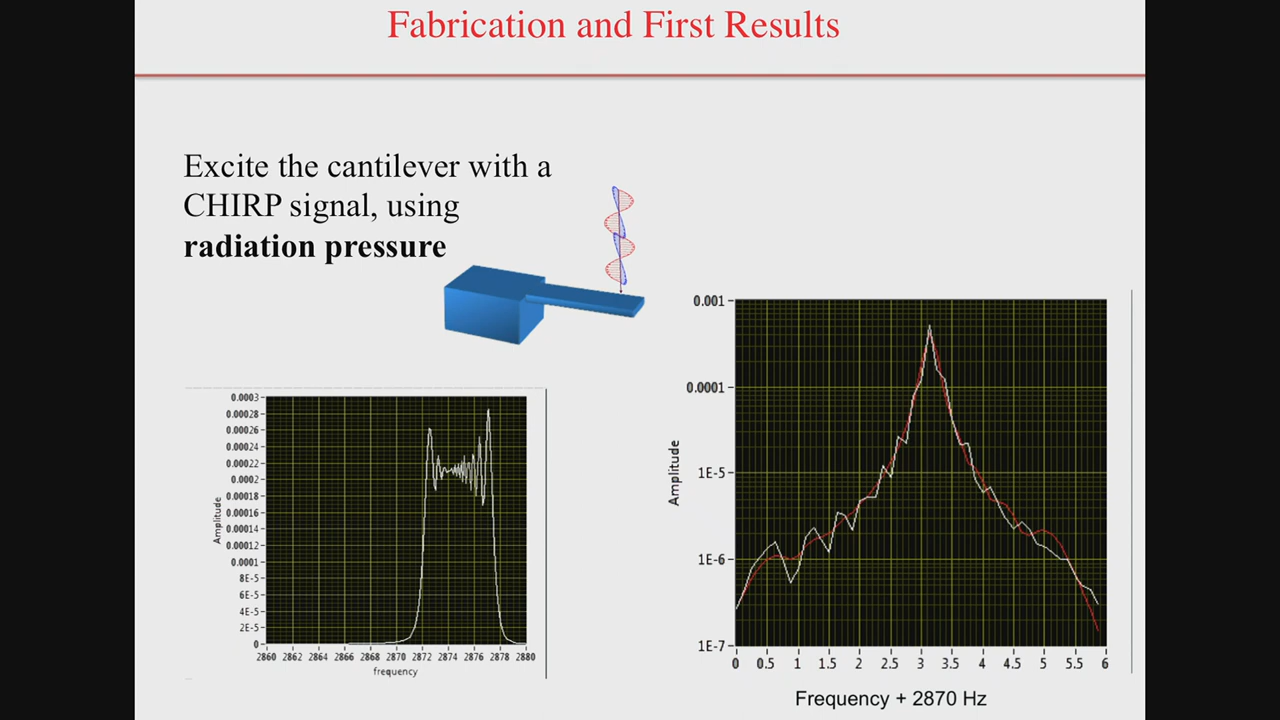 Fabrication and First Results
Excite the cantilever with a
CHIRP signal, using
radiation pressure
0.0003
0.00028
0.00026
0.00024
0.00022
0.0002
0.00018
0.00016
0.00014
0.00012
0.0001
8E-5
6E-5
4E-5
2E-5
0
Amplitude
2860 2862 2864 2866 2868 2870 2872 2874 2876 2878 2880
frequency
0.001
0.0001
1E-5
1E-6
1E-7
Amplitude
0 0.5 1 1.5 2 2.5 3 3.5 4 4.5 5 5.5 6
Frequency + 2870 Hz